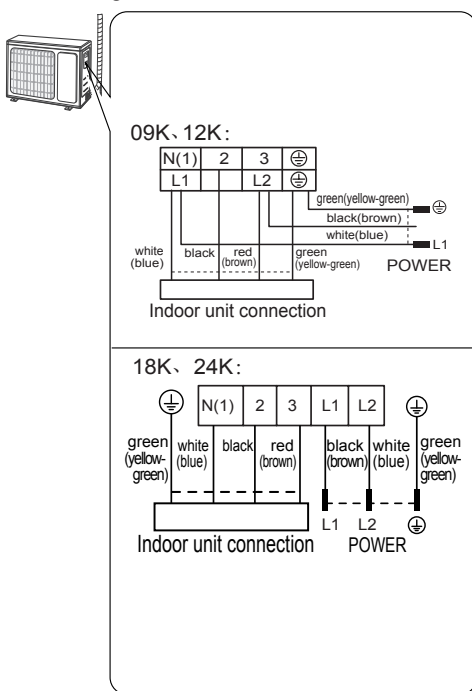 09K、12K:
N(1) 2 3
L1 L2
green(yellow-green)
black(brown)
white(blue)
L1
POWER
white
(blue)
black
red
(brown)
green
(yellow-green)
Indoor unit connection
18K、24K:
N(1) 2 3 L1 L2
green
(yellow-
green)
white
(blue)
black
red
(brown)
black
(brown)
white
(blue)
green
(yellow-
green)
L1 L2
Indoor unit connection
POWER